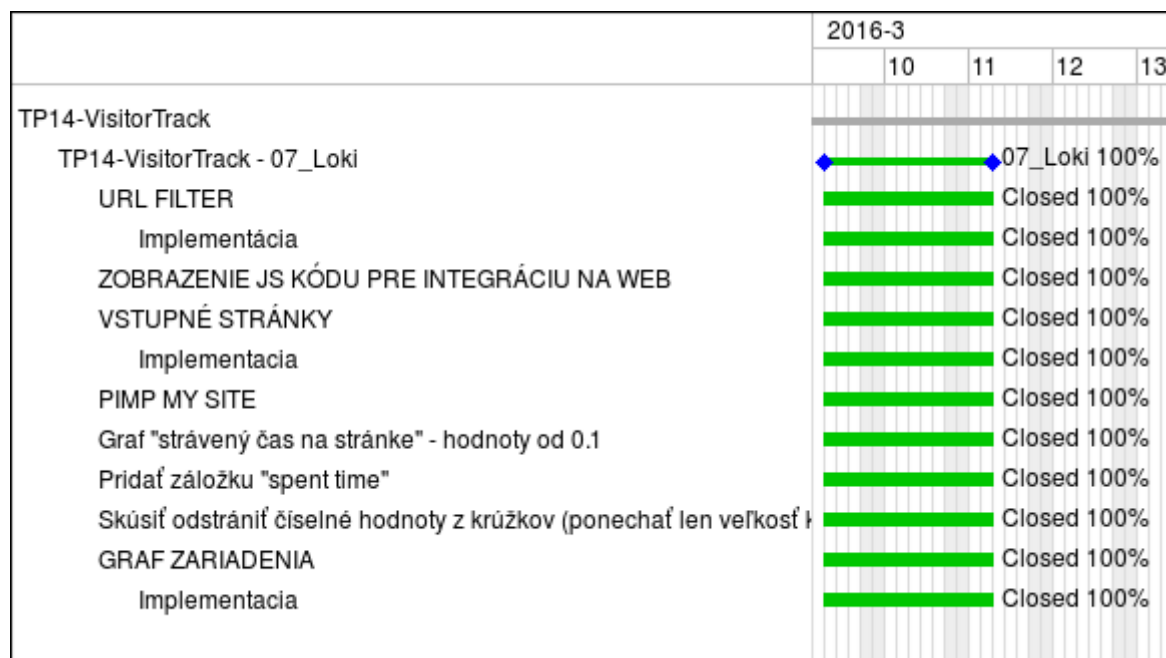 2016-3
10 11 12 13
TP14-VisitorTrack
TP14-VisitorTrack - 07_Loki 07_Loki 100%
URL FILTER Closed 100%
Implementácia Closed 100%
ZOBRAZENIE JS KÓDU PRE INTEGRÁCIU NA WEB Closed 100%
VSTUPNÉ STRÁNKY Closed 100%
Implementacia Closed 100%
PIMP MY SITE Closed 100%
Graf "strávený čas na stránke" - hodnoty od 0.1 Closed 100%
Pridať záložku "spent time" Closed 100%
Skúsiť odstrániť číselné hodnoty z krúžkov (ponechať len veľkosť Closed 100%
GRAF ZARIADENIA Closed 100%
Implementacia Closed 100%